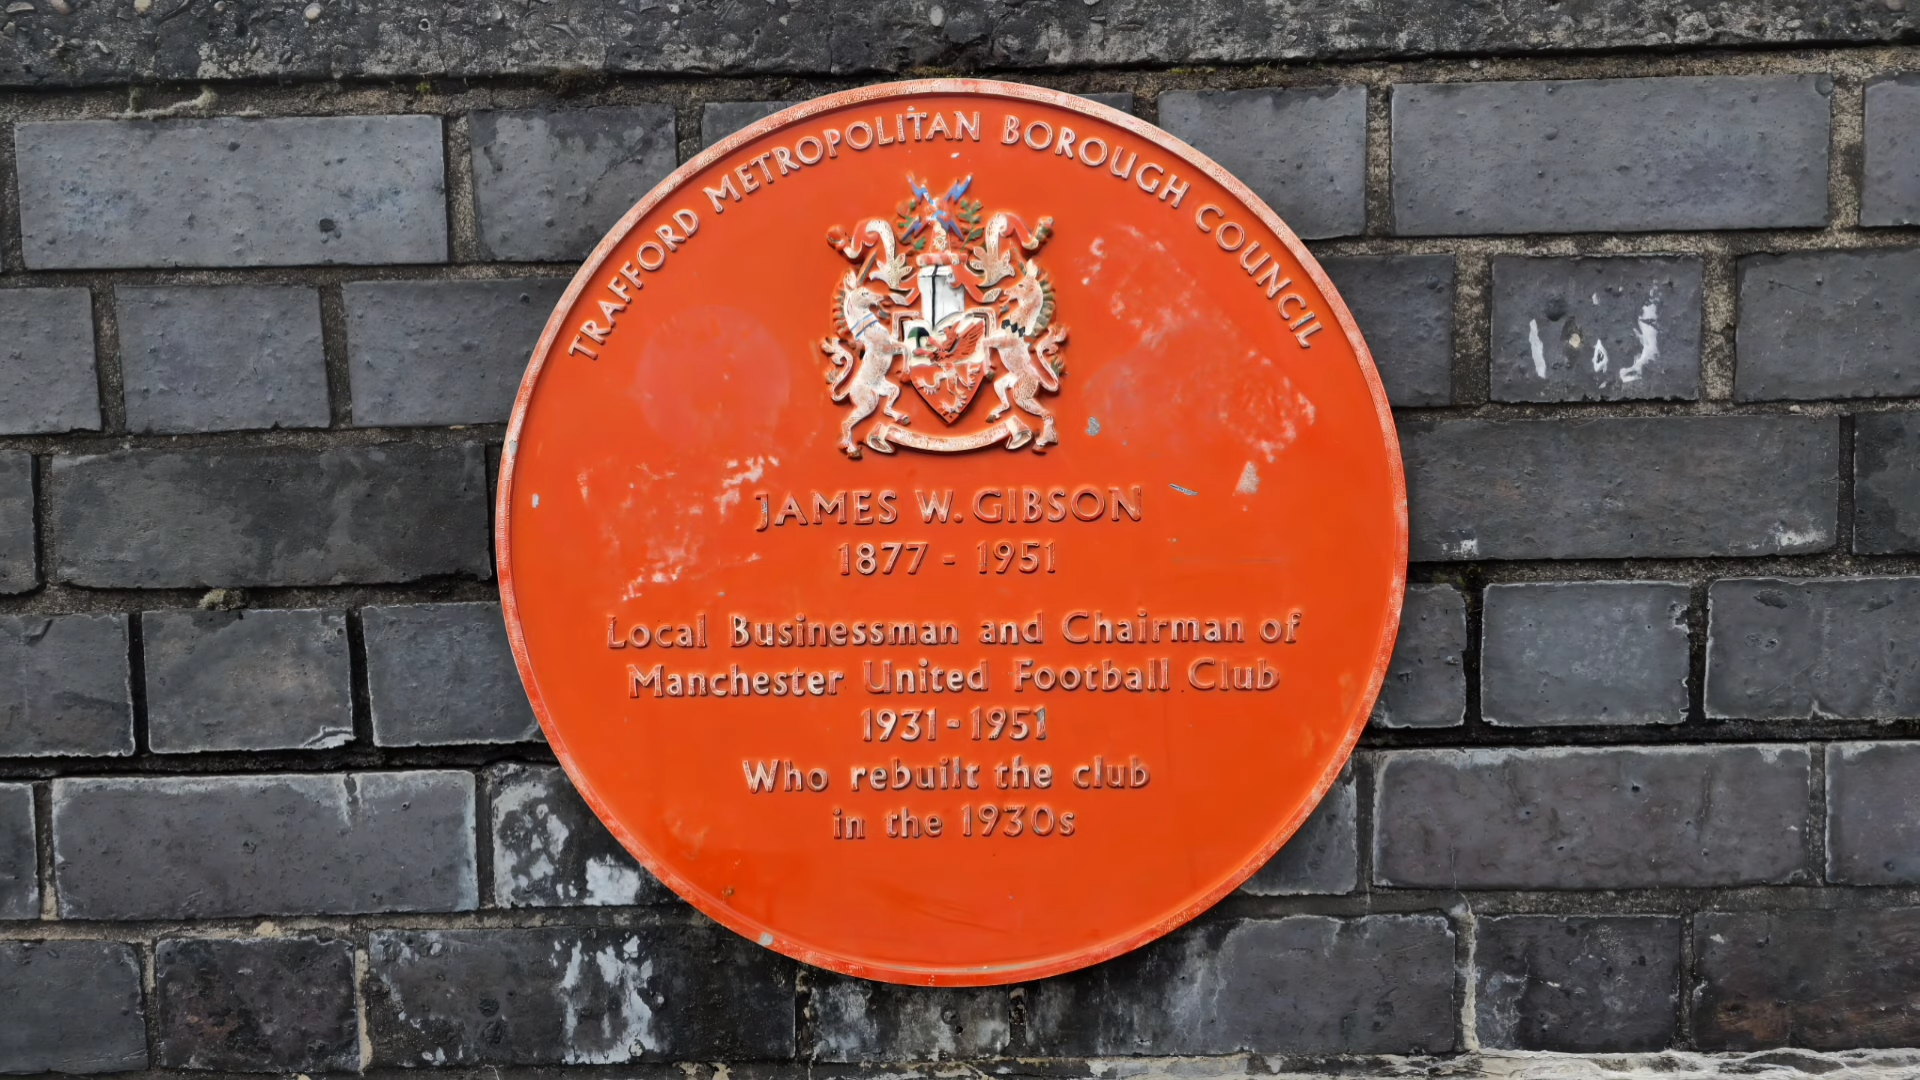 TRAFFORD METROPOLITAN BOROUGH COUNCIL
JAMES W. GIBSON
1877 - 1951
Local Businessman and Chairman of
Manchester United Football Club
1931-1951
Who rebuilt the club
in the 1930s